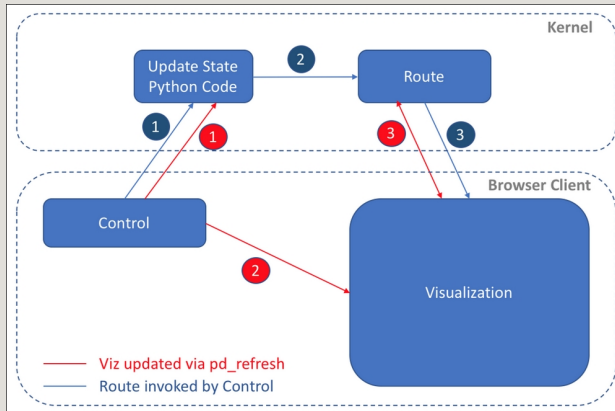 Kernel
Update State
Python Code
2
Route
1
1
3
3
Browser Client
Control
2
Visualization
Viz updated via pd_refresh
Route invoked by Control